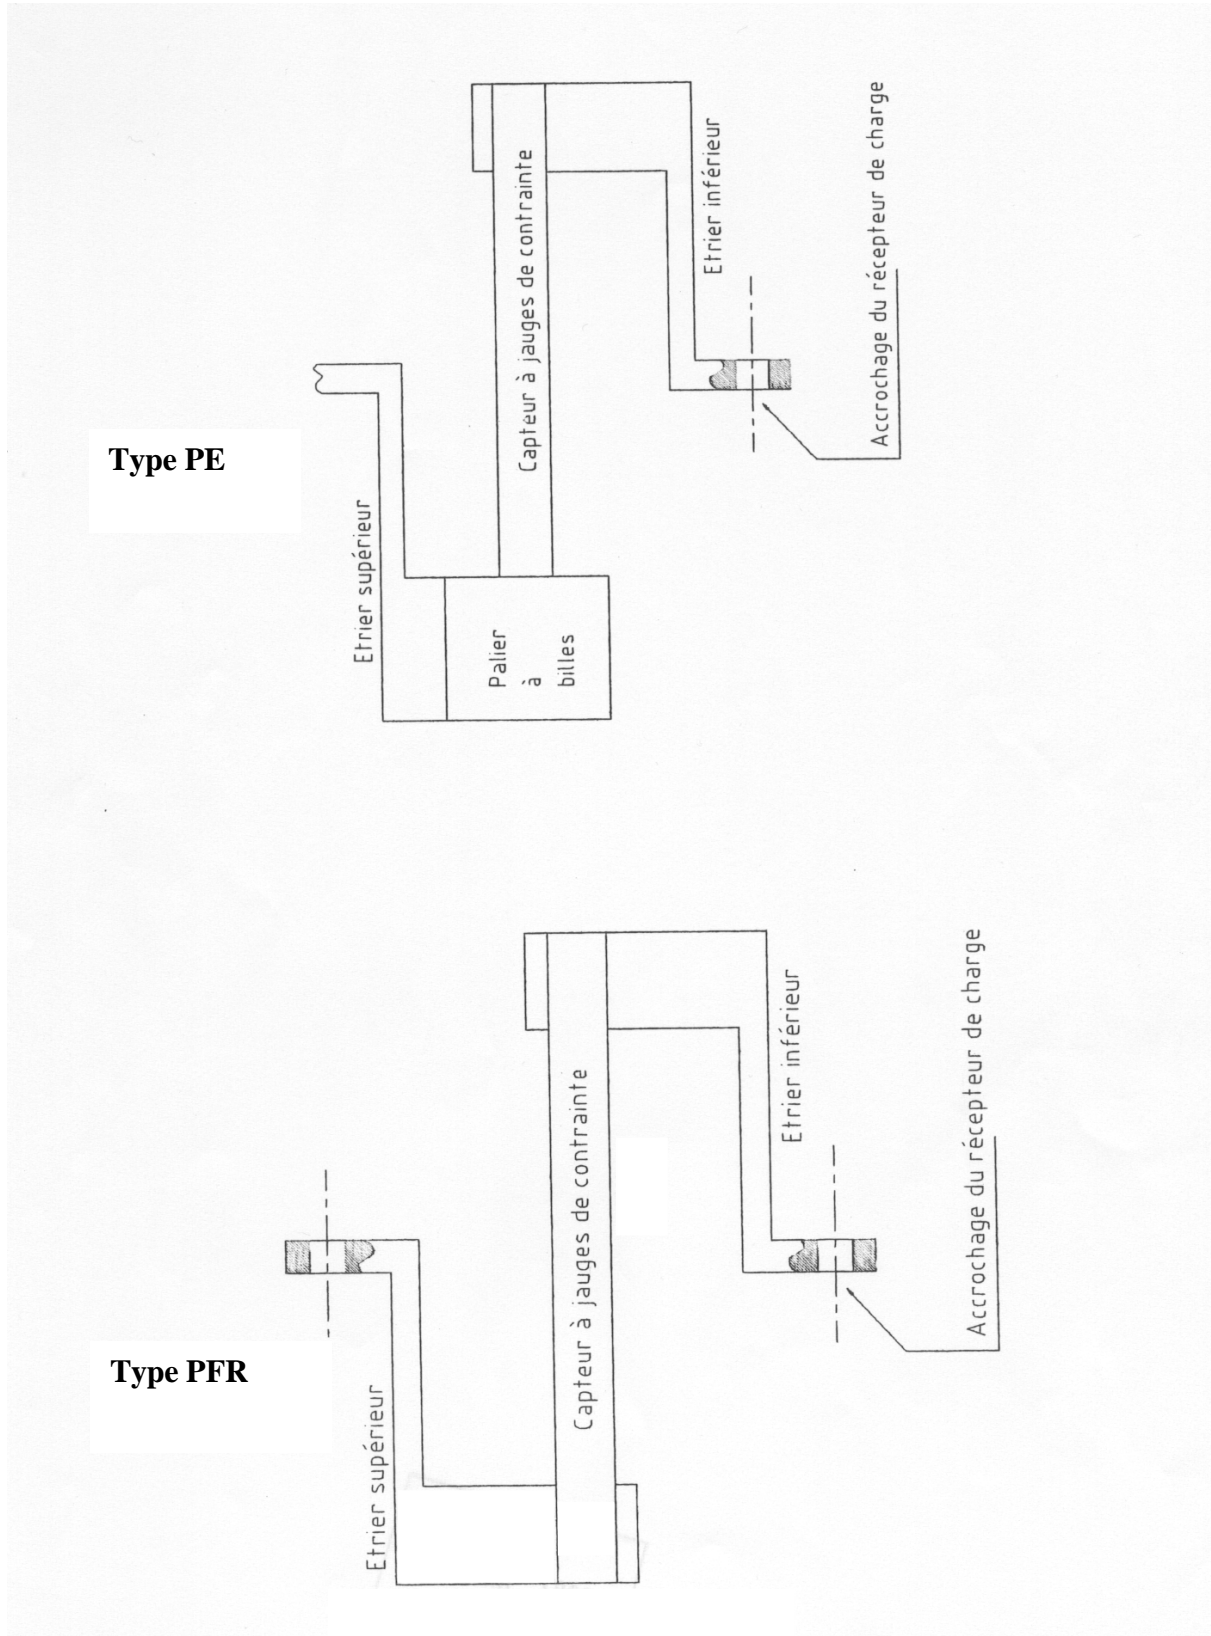 Type PE
Etrier supérieur
Palier
à
billes
Capteur à jauges de contrainte
Etrier inférieur
Accrochage du récepteur de charge
Type PFR
Etrier supérieur
Capteur à jauges de contrainte
Etrier inférieur
Accrochage du récepteur de charge